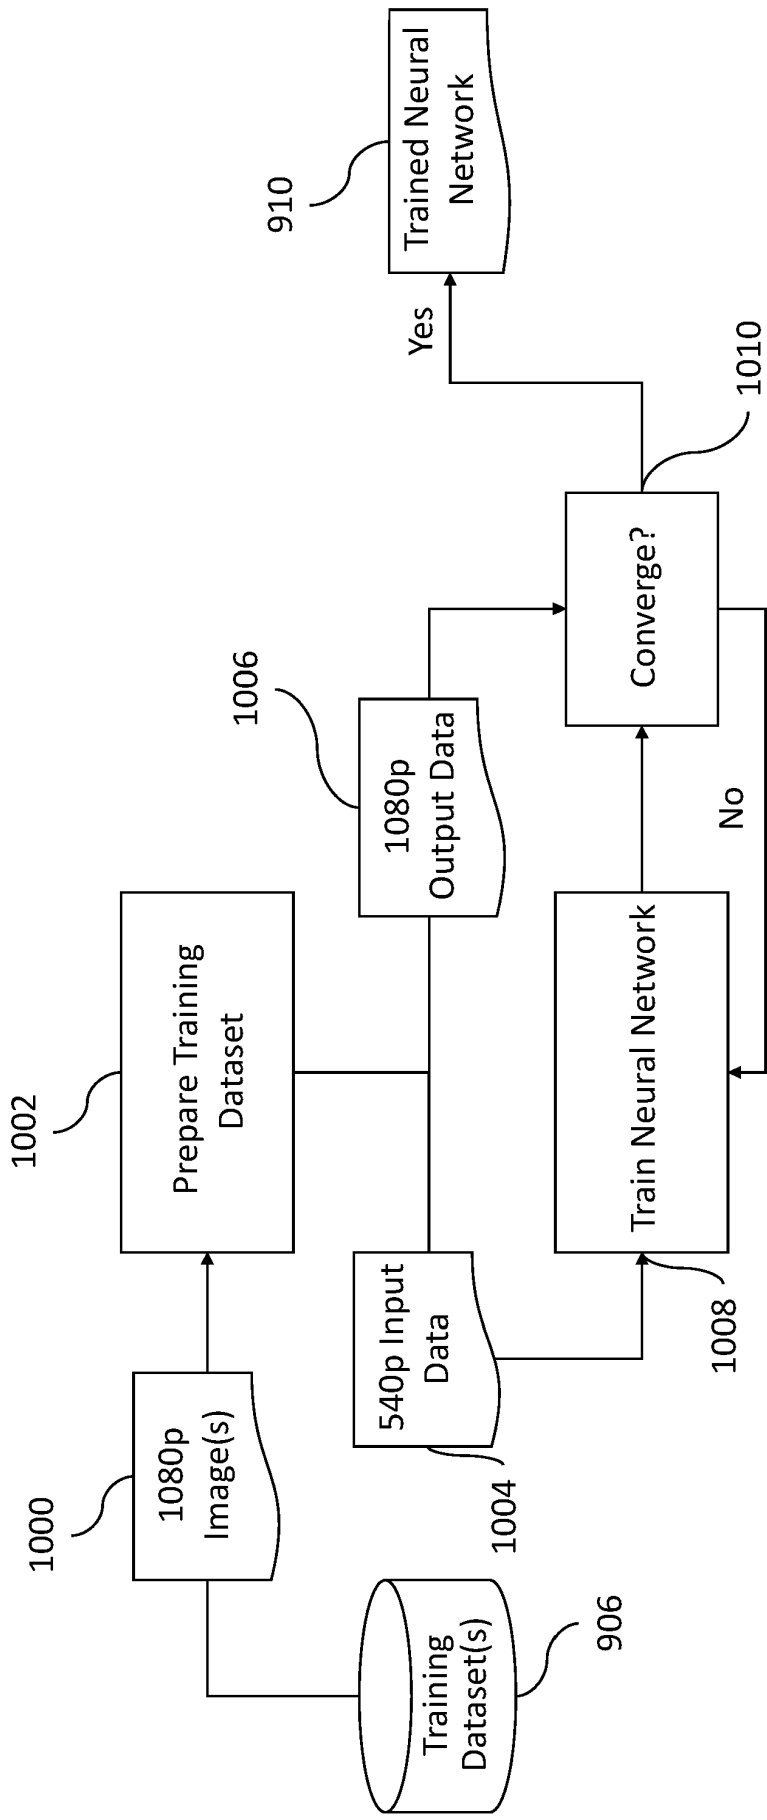 1000
1080p
Image(s)
1002
Prepare Training
Dataset
Training
Dataset(s)
906
540p Input
Data
1004
1006
1080p
Output Data
Train Neural Network
1008
No
Converge?
1010
Yes
910
Trained Neural
Network